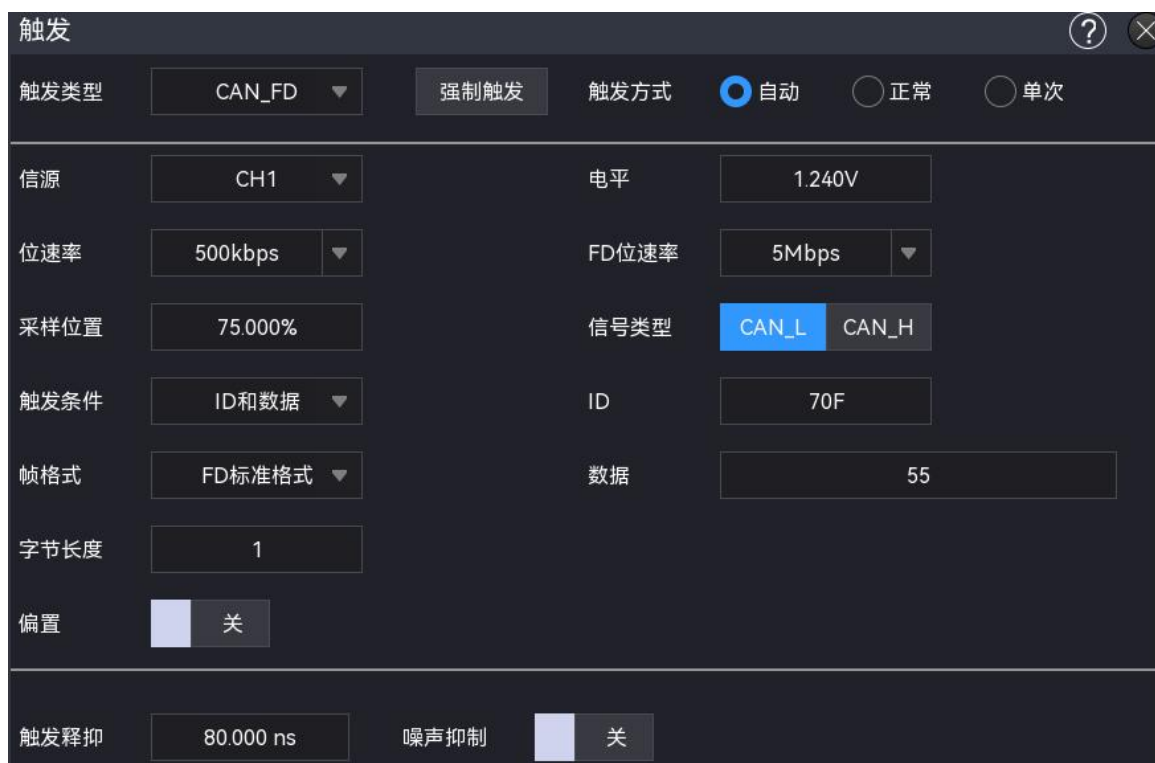 触发 ?
触发类型 CAN_FD 强制触发 触发方式 自动 正常 单次
信源 CH1 电平 1.240V
位速率 500kbps FD位速率 5Mbps
采样位置 75.000% 信号类型 CAN_L CAN_H
触发条件 ID和数据 ID 70F
帧格式 FD标准格式 数据 55
字节长度 1
偏置 关
触发释抑 80.000 ns 噪声抑制 关